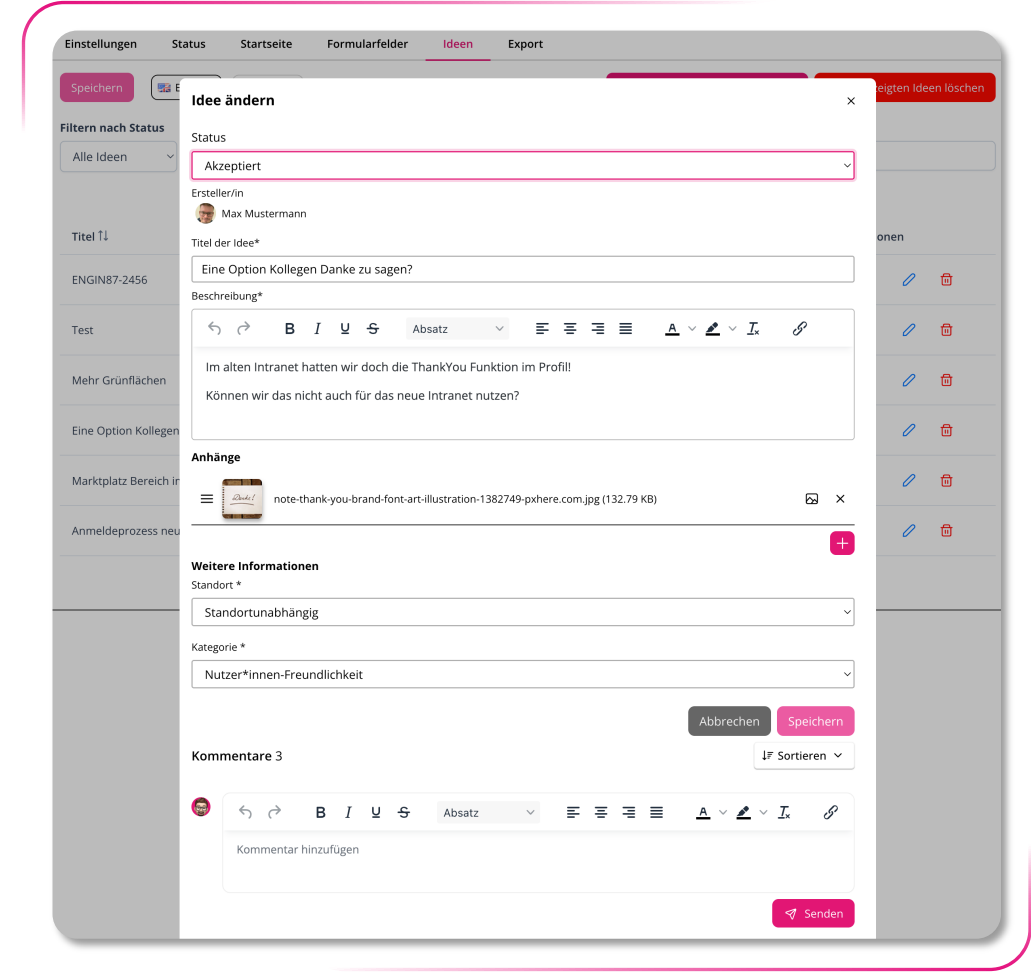 Einstellungen Status Startseite Formularfelder Ideen Export
Speichern
zeigten Ideen löschen
Idee ändern
Filtern nach Status
Alle Ideen
Status
Akzeptiert
Ersteller/in
Max Mustermann
Titel
onen
Titel der Idee*
Eine Option Kollegen Danke zu sagen?
ENGIN87-2456
Beschreibung*
B I U S Absatz A
Test
Im alten Intranet hatten wir doch die ThankYou Funktion im Profil!
Mehr Grünflächen
Können wir das nicht auch für das neue Intranet nutzen?
Eine Option Kollegen
Anhänge
Marktplatz Bereich in
Danke!
note-thank-you-brand-font-art-illustration-1382749-pxhere.com.jpg (132.79 KB)
Anmeldeprozess neu
Weitere Informationen
Standort *
Standortunabhängig
Kategorie *
Nutzer*innen-Freundlichkeit
Abbrechen Speichern
Kommentare 3
Sortieren
B I U S Absatz A
Kommentar hinzufügen
Senden